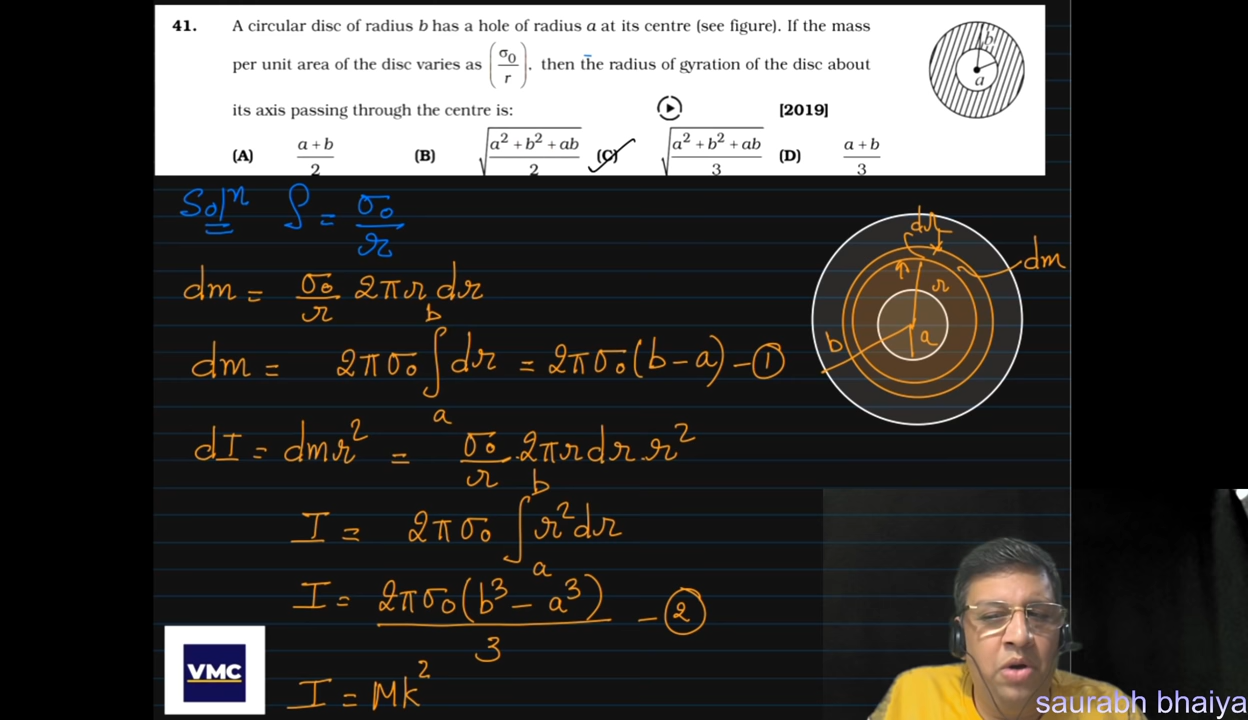 41. A circular disc of radius b has a hole of radius a at its centre (see figure). If the mass
per unit area of the disc varies as (σ₀/r). then the radius of gyration of the disc about
its axis passing through the centre is: [2019]
(A) (a + b)/2 (B) √((a² + b² + ab)/2) (C) √((a² + b² + ab)/3) (D) (a + b)/3
b
a
Solⁿ ρ = σ₀/r
dm = σ₀/r 2πr dr
dm = 2πσ₀ ∫ₐᵇ dr = 2πσ₀(b-a) - ①
dI = dmr² = σ₀/r . 2πr dr. r²
I = 2πσ₀ ∫ₐᵇ r²dr
I = 2πσ₀(b³ - a³)/3 - ②
I = Mk²
dr
dm
r
b
a
VMC
saurabh bhaiya